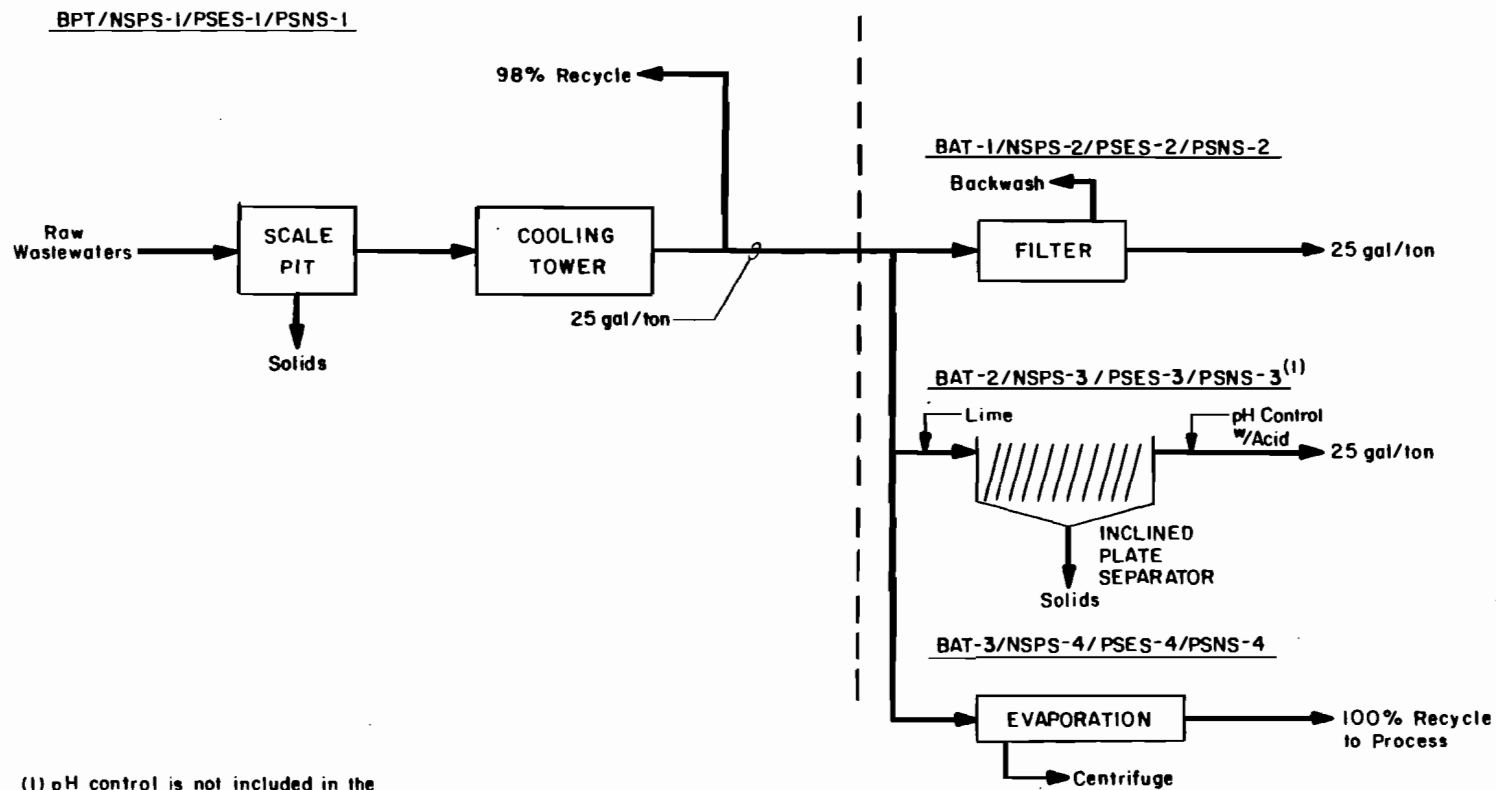 BPT/NSPS-1/PSES-1/PSNS-1
98% Recycle
Raw
Wastewaters
SCALE
PIT
Solids
COOLING
TOWER
25 gal/ton
BAT-1/NSPS-2/PSES-2/PSNS-2
Backwash
FILTER
25 gal/ton
BAT-2/NSPS-3/PSES-3/PSNS-3(1)
Lime
pH Control
w/Acid
25 gal/ton
INCLINED
PLATE
SEPARATOR
Solids
BAT-3/NSPS-4/PSES-4/PSNS-4
EVAPORATION
100% Recycle
to Process
Centrifuge
(1) pH control is not included in the